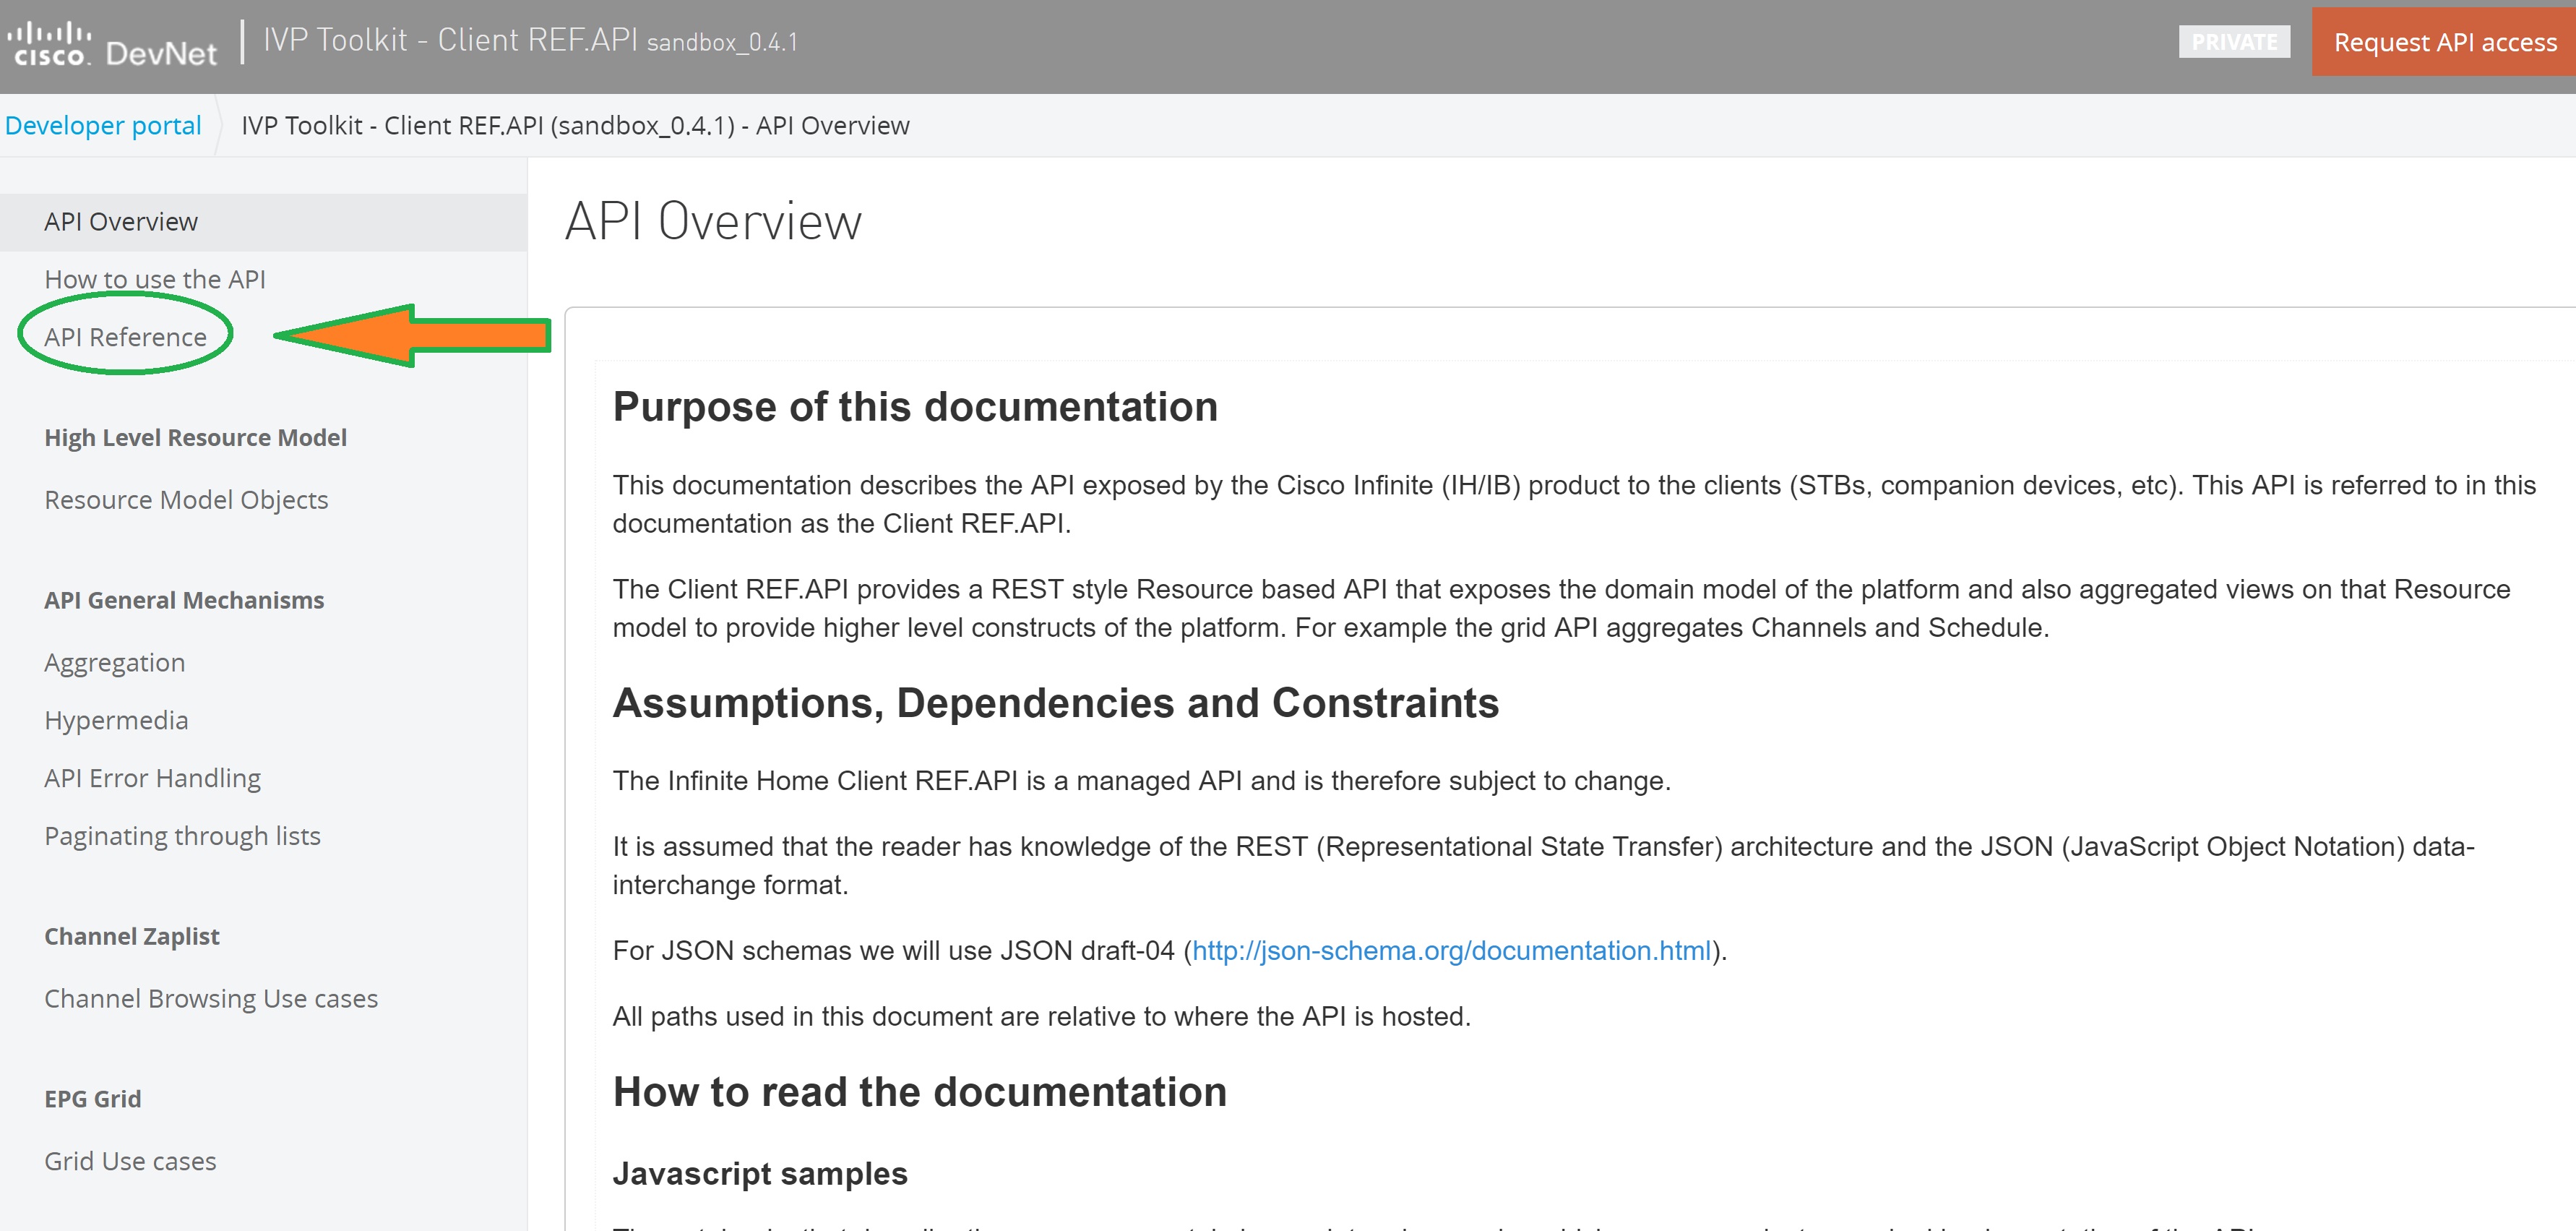 cisco. DevNet
IVP Toolkit - Client REF.API sandbox_0.4.1
PRIVATE
Request API access
Developer portal
IVP Toolkit - Client REF.API (sandbox_0.4.1) - API Overview
API Overview
How to use the API
API Reference
High Level Resource Model
Resource Model Objects
API General Mechanisms
Aggregation
Hypermedia
API Error Handling
Paginating through lists
Channel Zaplist
Channel Browsing Use cases
EPG Grid
Grid Use cases
API Overview
Purpose of this documentation
This documentation describes the API exposed by the Cisco Infinite (IH/IB) product to the clients (STBs, companion devices, etc). This API is referred to in this
documentation as the Client REF.API.
The Client REF.API provides a REST style Resource based API that exposes the domain model of the platform and also aggregated views on that Resource
model to provide higher level constructs of the platform. For example the grid API aggregates Channels and Schedule.
Assumptions, Dependencies and Constraints
The Infinite Home Client REF.API is a managed API and is therefore subject to change.
It is assumed that the reader has knowledge of the REST (Representational State Transfer) architecture and the JSON (JavaScript Object Notation) data-
interchange format.
For JSON schemas we will use JSON draft-04 (http://json-schema.org/documentation.html).
All paths used in this document are relative to where the API is hosted.
How to read the documentation
Javascript samples